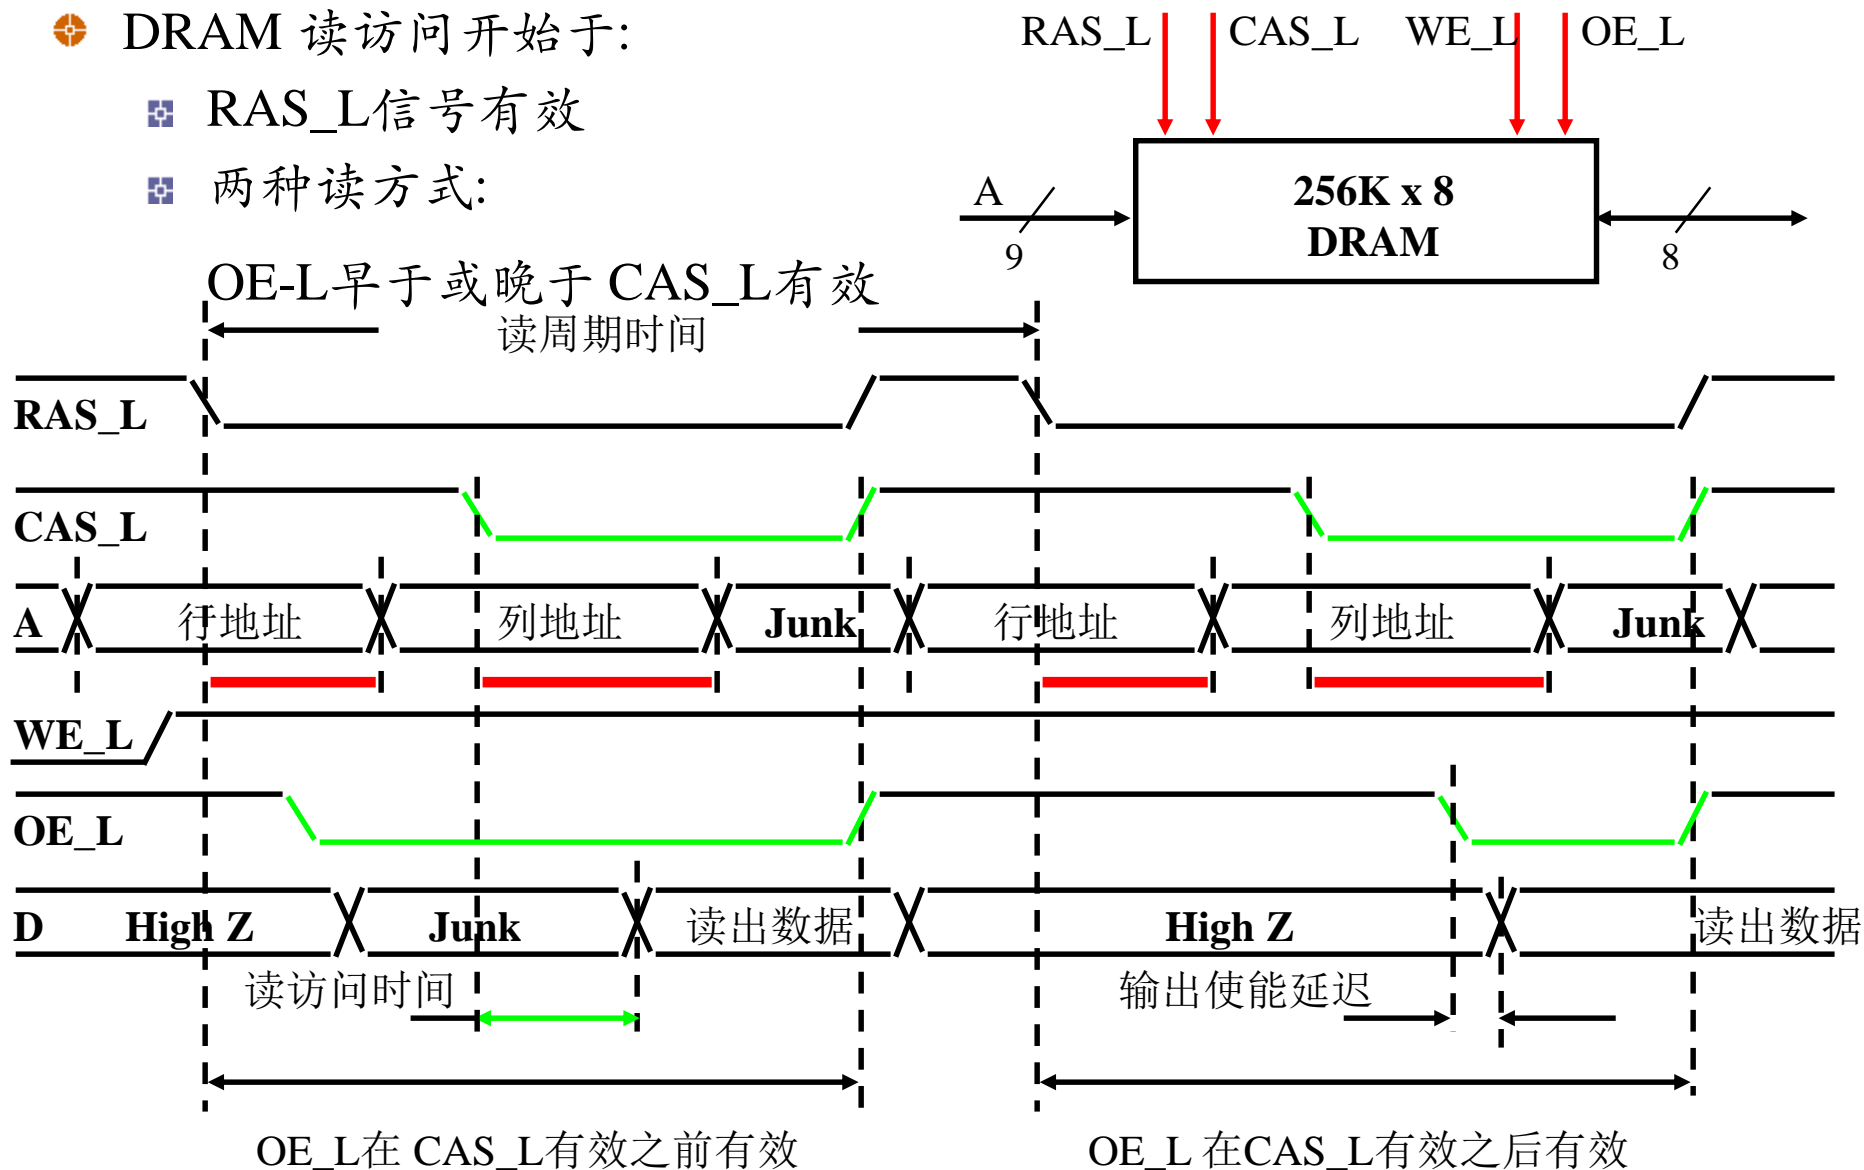 DRAM 读访问开始于:
RAS_L信号有效
两种读方式:
OE-L早于或晚于 CAS_L有效
RAS_L CAS_L WE_L OE_L
A
9
256K x 8
DRAM
8
读周期时间
RAS_L
CAS_L
A 行地址 列地址 Junk 行地址 列地址 Junk
WE_L
OE_L
D High Z Junk 读出数据 High Z 读出数据
读访问时间 输出使能延迟
OE_L在 CAS_L有效之前有效 OE_L 在CAS_L有效之后有效